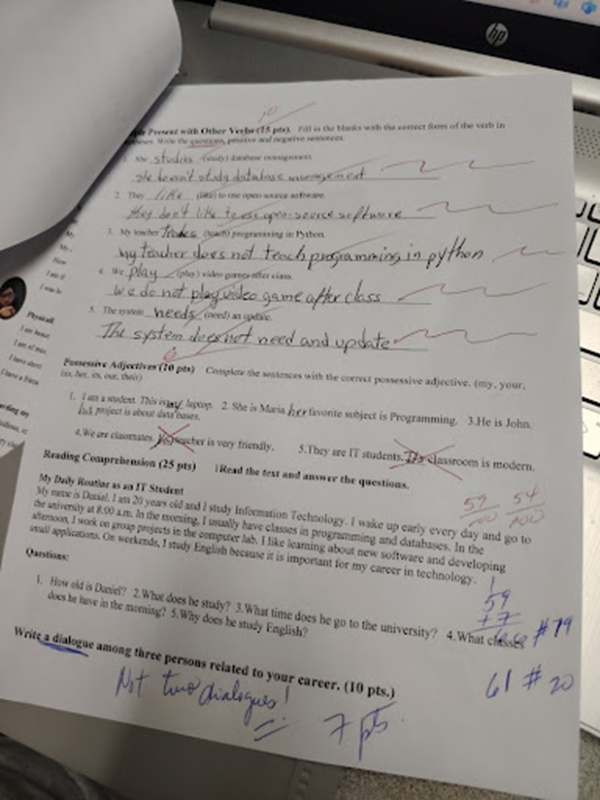 hp
10
Present with Other Verbs (15 pts). Fill in the blanks with the correct form of the verb in
Write the questions, positive and negative sentences.
1. She studies (study) database management.
she doesn't study database management
2. They like (like) to use open-source software.
they don't like to use open-source software
3. My teacher (teach) programming in Python.
my teacher does not teach programming in python
4. We play (play) video games after class.
we do not play video game after class
5. The system needs (need) an update.
The system does not need and update
6
Possessive Adjectives (10 pts) Complete the sentences with the correct possessive adjective. (my, your,
his, her, its, our, their)
1. I am a student. This is my laptop. 2. She is Maria. her favorite subject is Programming. 3.He is John.
his project is about databases.
4.We are classmates. teacher is very friendly. 5.They are IT students. classroom is modern.
Reading Comprehension (25 pts) Read the text and answer the questions.
59/100 54/100
My Daily Routine as an IT Student
My name is Daniel. I am 20 years old and I study Information Technology. I wake up early every day and go to
the university at 8:00 a.m. In the morning, I usually have classes in programming and databases. In the
afternoon, I work on group projects in the computer lab. I like learning about new software and developing
small applications. On weekends, I study English because it is important for my career in technology.
Questions:
1. How old is Daniel? 2.What does he study? 3.What time does he go to the university? 4.What classes
does he have in the morning? 5.Why does he study English?
1
59
+7
66 #19
61 #20
Write a dialogue among three persons related to your career. (10 pts.)
Not two dialogues!
= 7 pts.